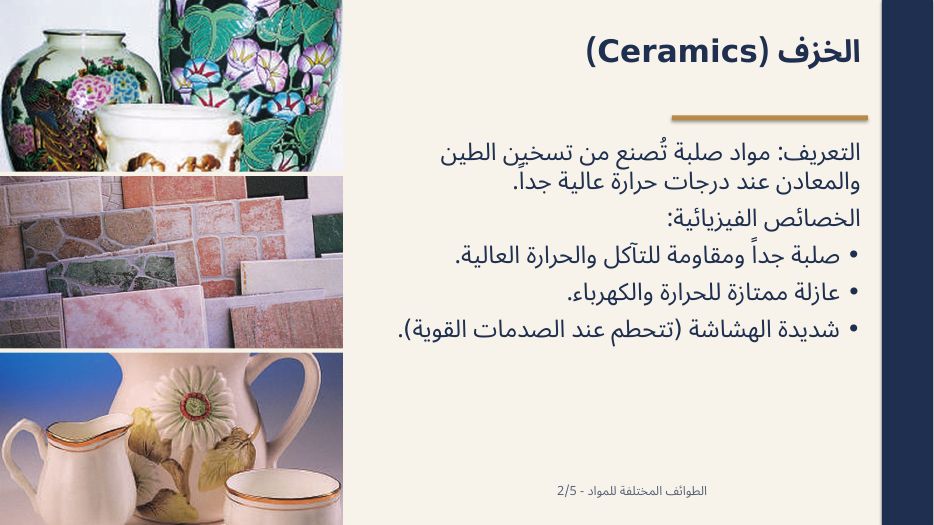 الخزف (Ceramics)
التعريف: مواد صلبة تُصنع من تسخين الطين
والمعادن عند درجات حرارة عالية جداً.
الخصائص الفيزيائية:
• صلبة جداً ومقاومة للتآكل والحرارة العالية.
• عازلة ممتازة للحرارة والكهرباء.
• شديدة الهشاشة (تتحطم عند الصدمات القوية).
الطوائف المختلفة للمواد - 2/5